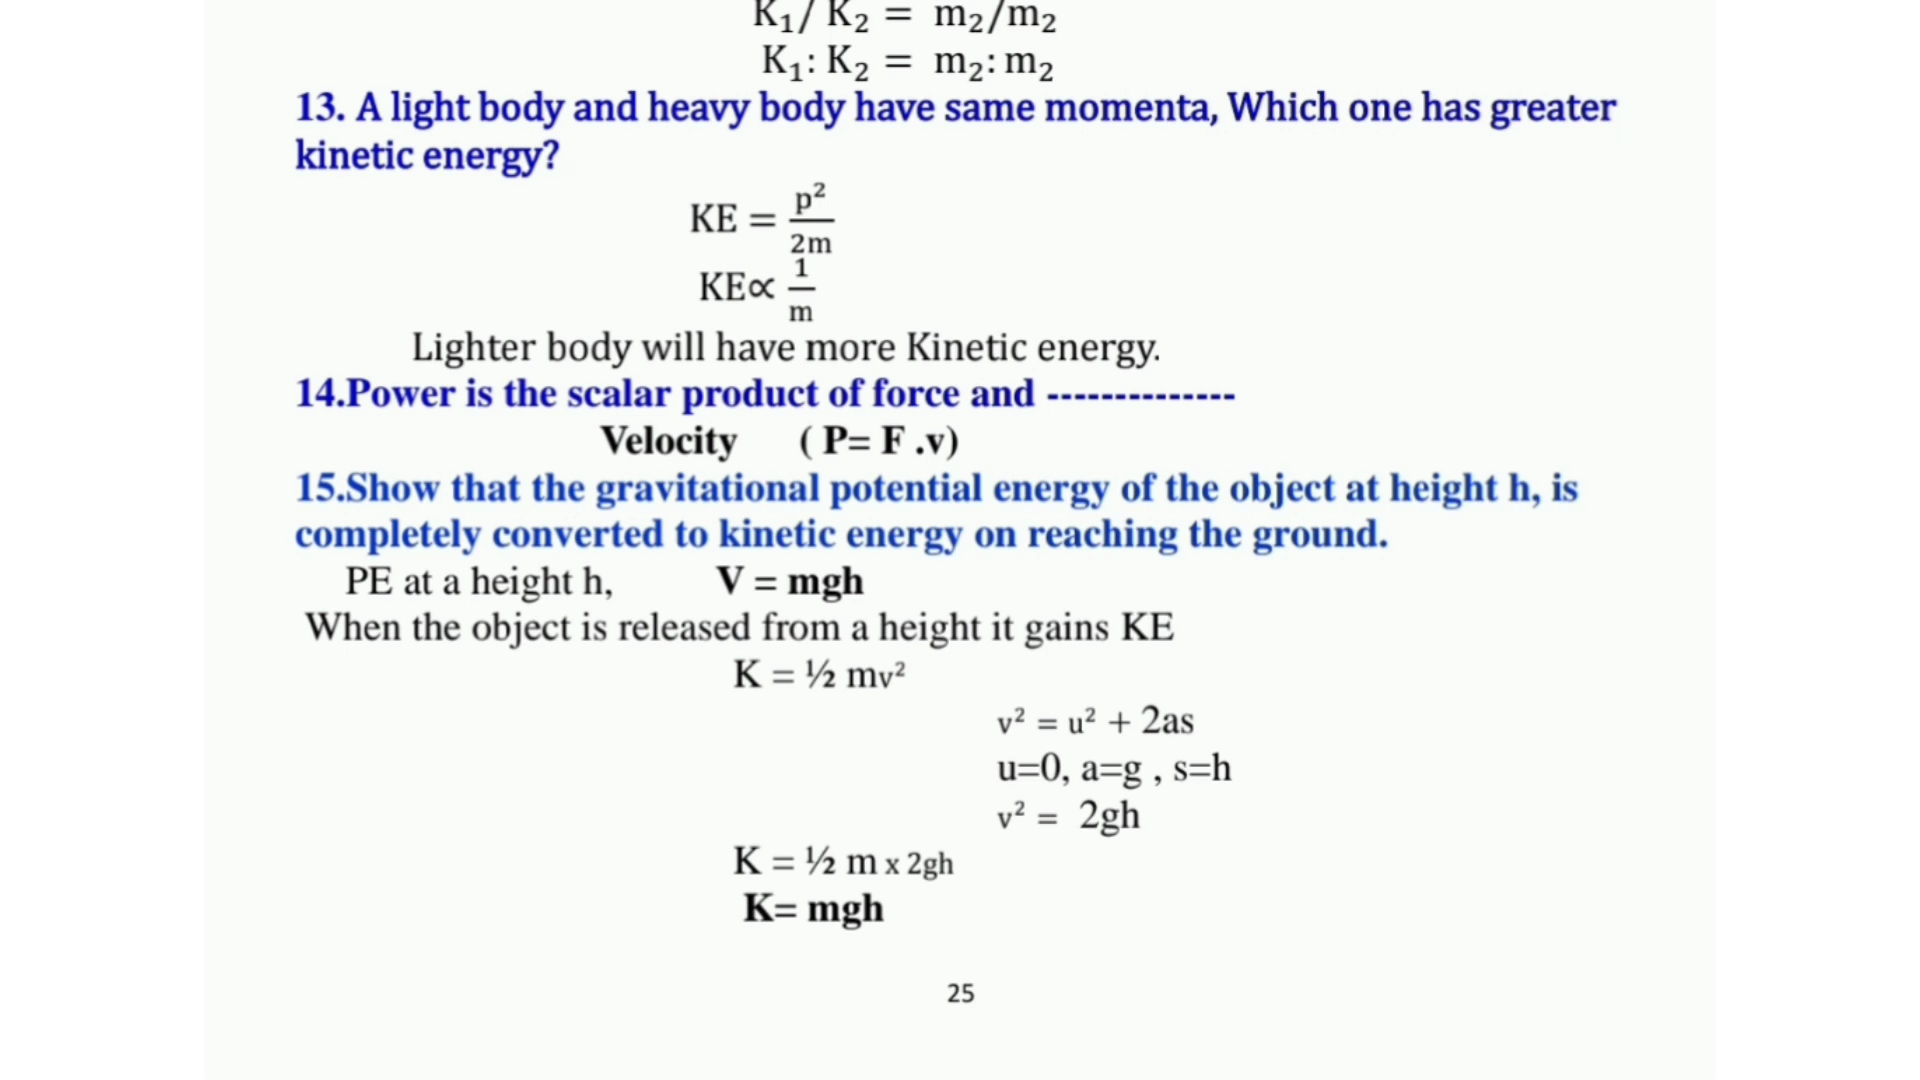 K₁/ K₂ = m₂/m₂
K₁: K₂ = m₂: m₂
13. A light body and heavy body have same momenta, Which one has greater
kinetic energy?
KE = p²/2m
KE∝ 1/m
Lighter body will have more Kinetic energy.
14.Power is the scalar product of force and --------------
Velocity ( P= F .v)
15.Show that the gravitational potential energy of the object at height h, is
completely converted to kinetic energy on reaching the ground.
PE at a height h, V = mgh
When the object is released from a height it gains KE
K = ½ mv²
v² = u² + 2as
u=0, a=g , s=h
v² = 2gh
K = ½ m x 2gh
K= mgh
25